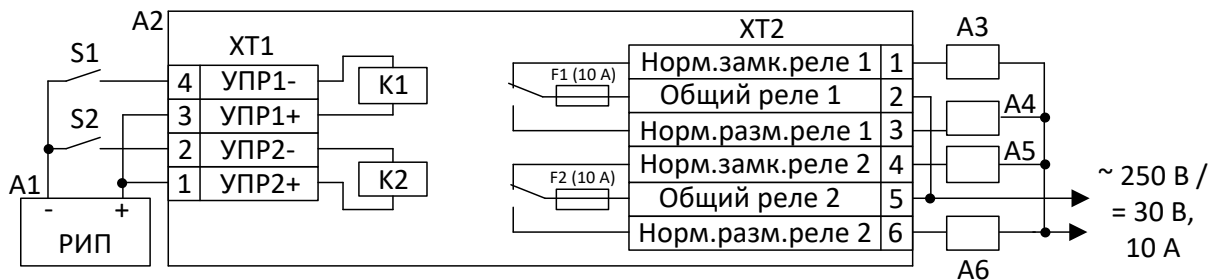 A2
S1
S2
A1
- +
РИП
XT1
4 УПР1-
3 УПР1+
2 УПР2-
1 УПР2+
K1
K2
F1 (10 А)
F2 (10 А)
XT2
Норм.замк.реле 1 1
Общий реле 1 2
Норм.разм.реле 1 3
Норм.замк.реле 2 4
Общий реле 2 5
Норм.разм.реле 2 6
A3
A4
A5
A6
~ 250 В /
= 30 В,
10 А